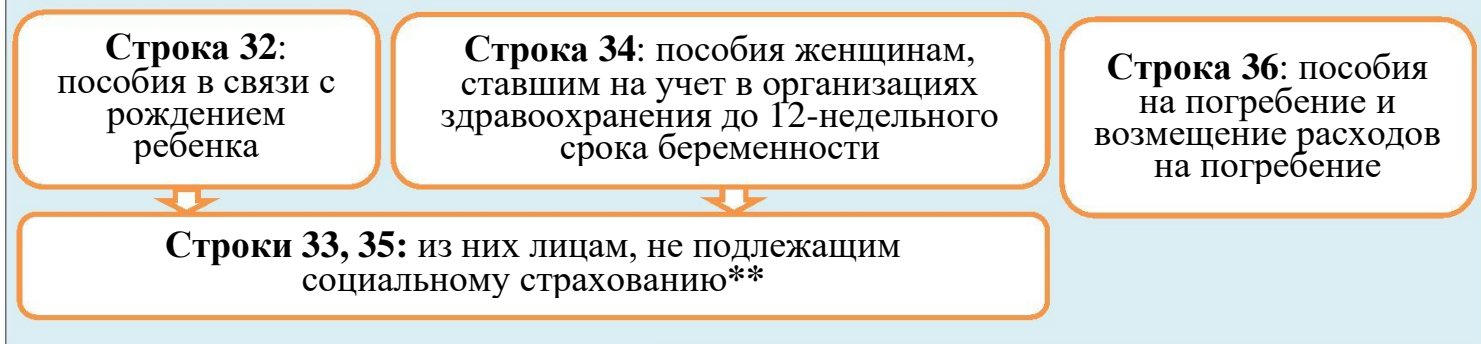 Строка 32:
пособия в связи с
рождением
ребенка
Строка 34: пособия женщинам,
ставшим на учет в организациях
здравоохранения до 12-недельного
срока беременности
Строка 36: пособия
на погребение и
возмещение расходов
на погребение
Строки 33, 35: из них лицам, не подлежащим
социальному страхованию**